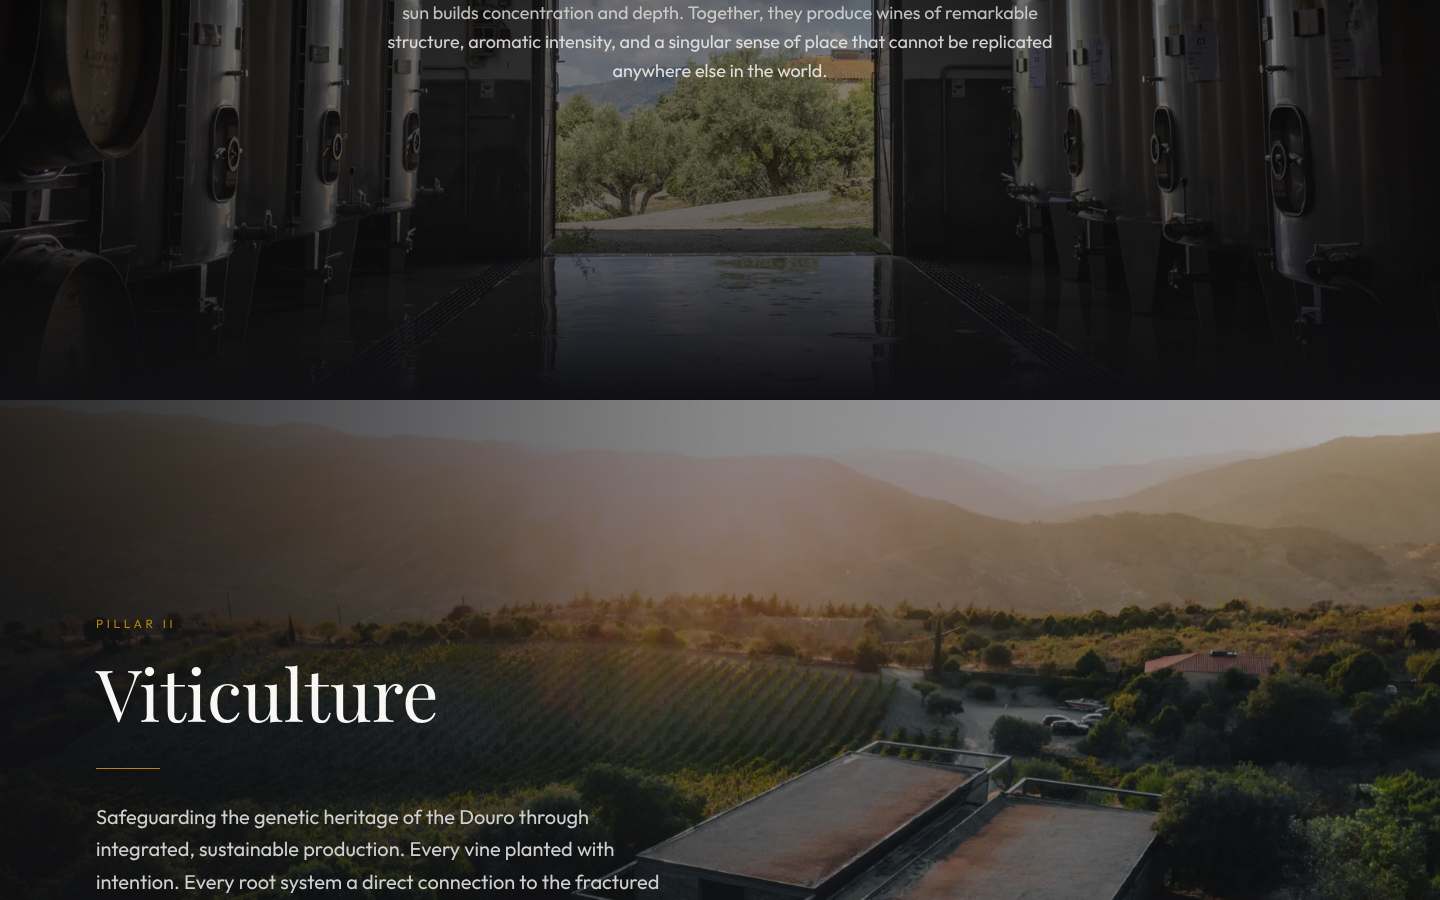 sun builds concentration and depth. Together, they produce wines of remarkable
structure, aromatic intensity, and a singular sense of place that cannot be replicated
anywhere else in the world.
PILLAR II
Viticulture
Safeguarding the genetic heritage of the Douro through
integrated, sustainable production. Every vine planted with
intention. Every root system a direct connection to the fractured